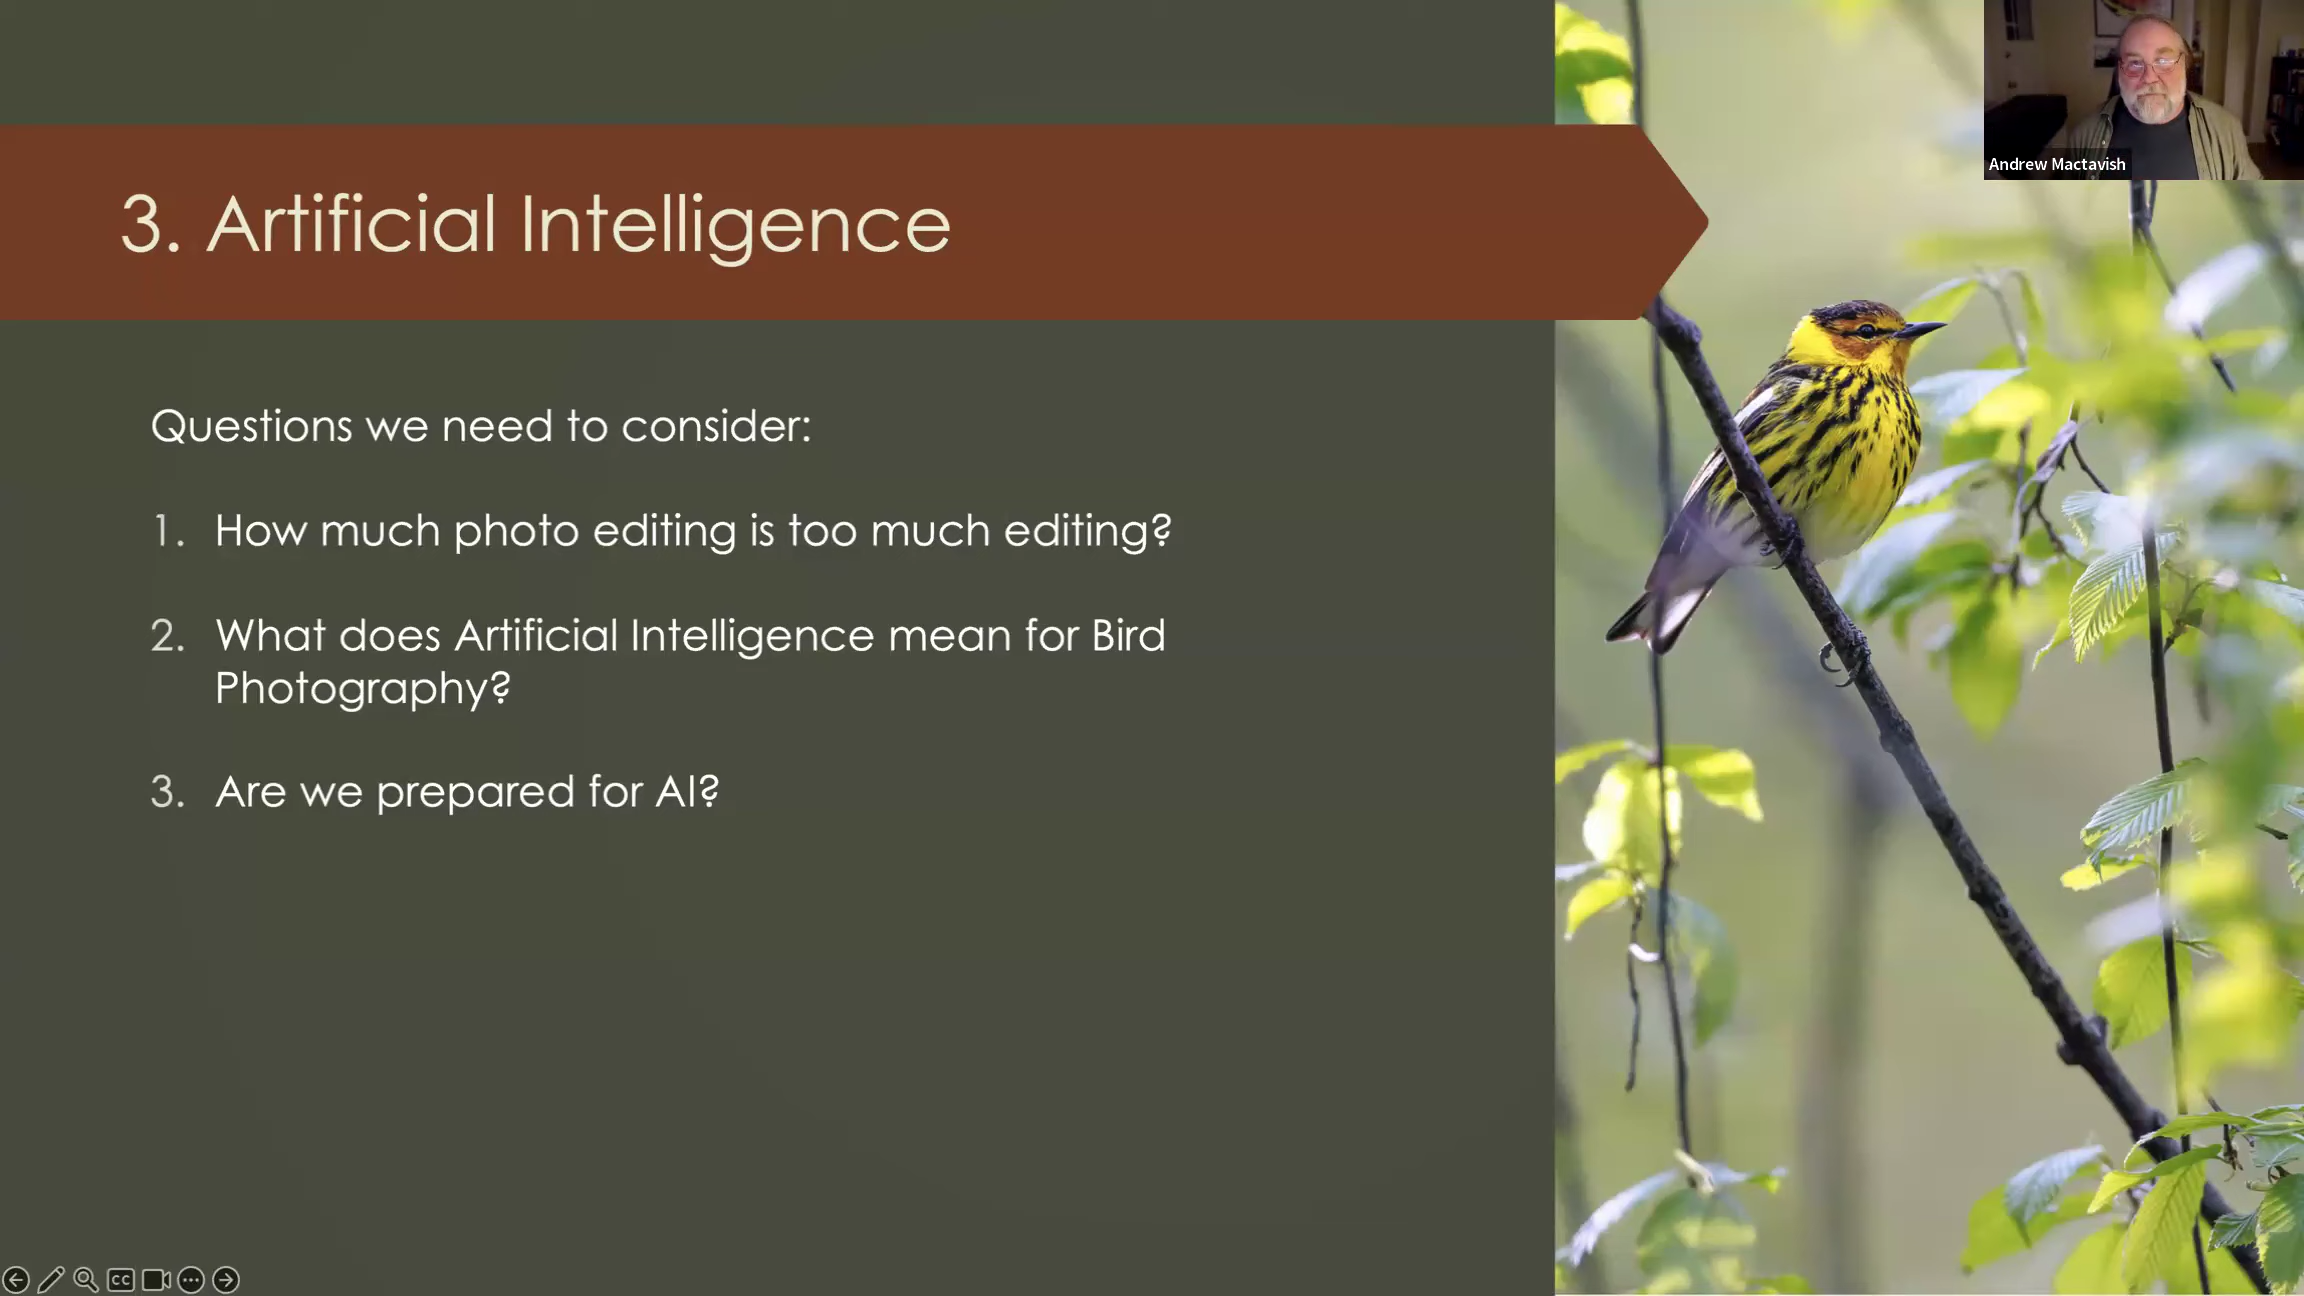 Andrew Mactavish
3. Artificial Intelligence
Questions we need to consider:
1. How much photo editing is too much editing?
2. What does Artificial Intelligence mean for Bird
Photography?
3. Are we prepared for AI?
CC